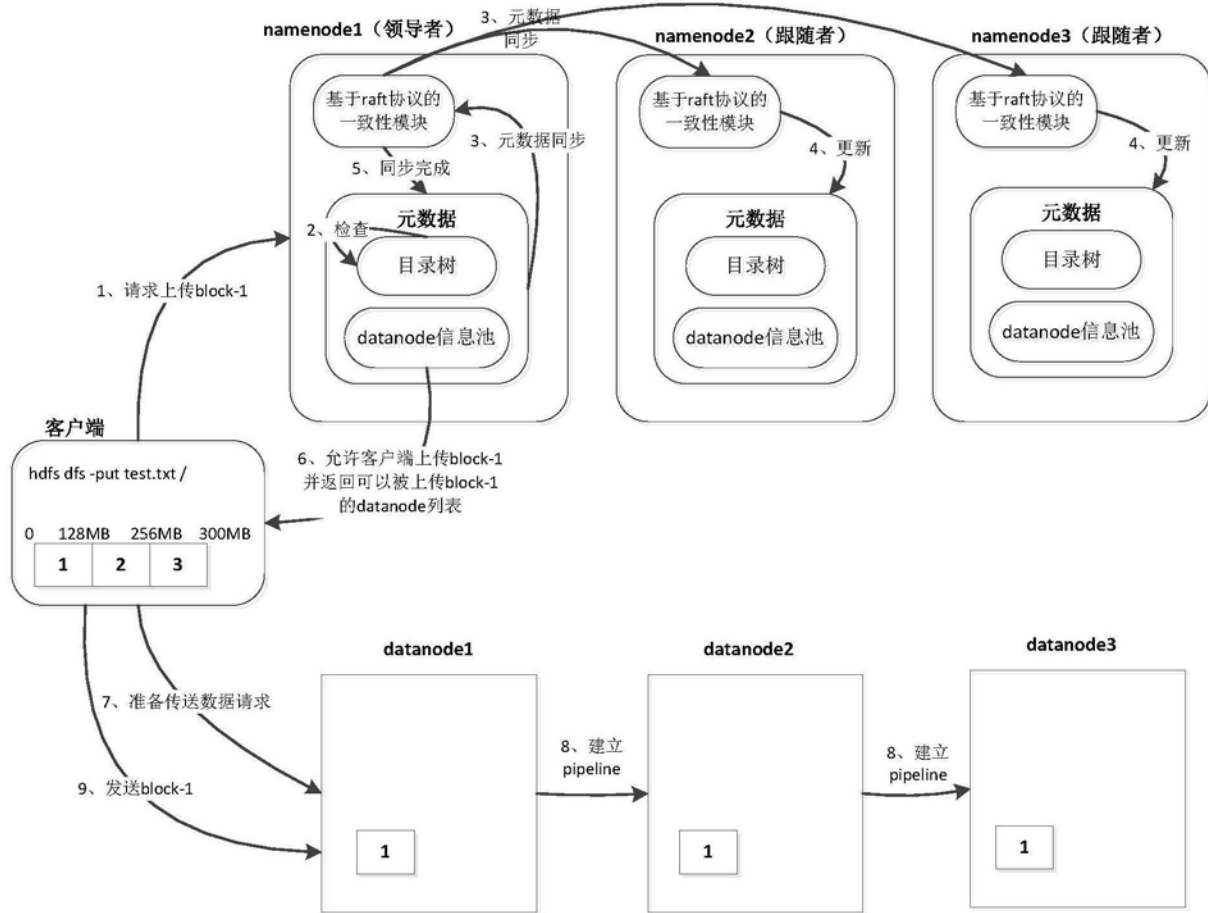 3、元数据
同步
namenode1（领导者）
namenode2（跟随者）
namenode3（跟随者）
基于raft协议的
一致性模块
3、元数据同步
5、同步完成
元数据
2、检查
目录树
datanode信息池
基于raft协议的
一致性模块
4、更新
元数据
目录树
datanode信息池
基于raft协议的
一致性模块
4、更新
元数据
目录树
datanode信息池
1、请求上传block-1
客户端
hdfs dfs -put test.txt /
0 128MB 256MB 300MB
1 2 3
6、允许客户端上传block-1
并返回可以被上传block-1
的datanode列表
7、准备传送数据请求
9、发送block-1
datanode1
1
8、建立
pipeline
datanode2
1
8、建立
pipeline
datanode3
1